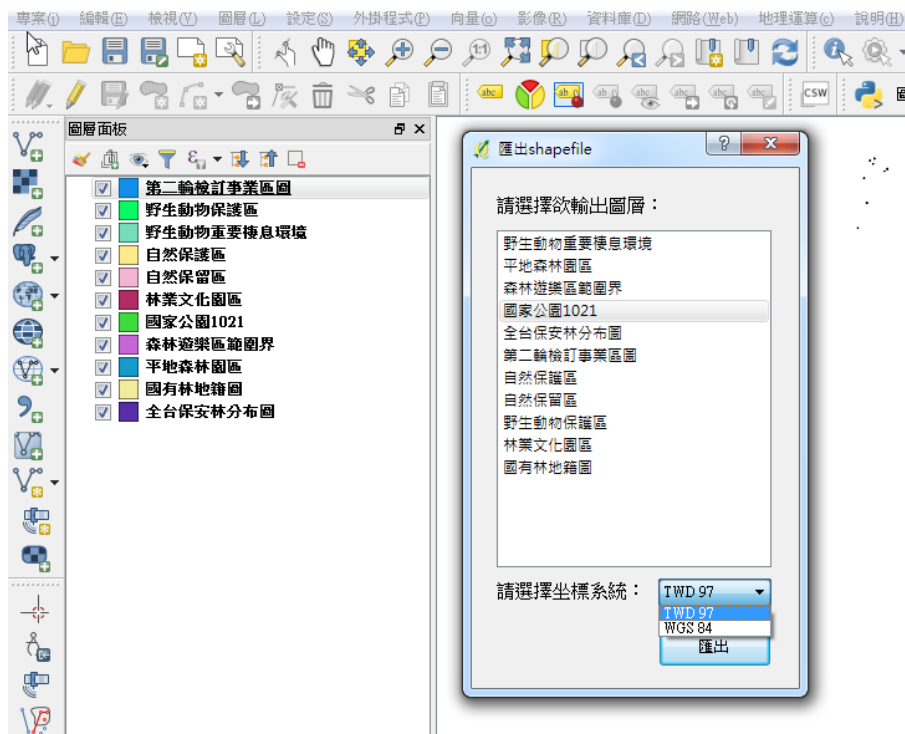 專案(J) 編輯(E) 檢視(V) 圖層(L) 設定(S) 外掛程式(P) 向量(O) 影像(R) 資料庫(D) 網路(Web) 地理運算(C) 說明(H)
1:1
abc
ab
ab
abc
abc
abc
abc
CSW
圖層面板
第二輪檢訂事業區圖
野生動物保護區
野生動物重要棲息環境
自然保護區
自然保留區
林業文化園區
國家公園1021
森林遊樂區範圍界
平地森林園區
國有林地籍圖
全台保安林分布圖
匯出shapefile
請選擇欲輸出圖層：
野生動物重要棲息環境
平地森林園區
森林遊樂區範圍界
國家公園1021
全台保安林分布圖
第二輪檢訂事業區圖
自然保護區
自然保留區
野生動物保護區
林業文化園區
國有林地籍圖
請選擇坐標系統：
TWD 97
TWD 97
WGS 84
匯出